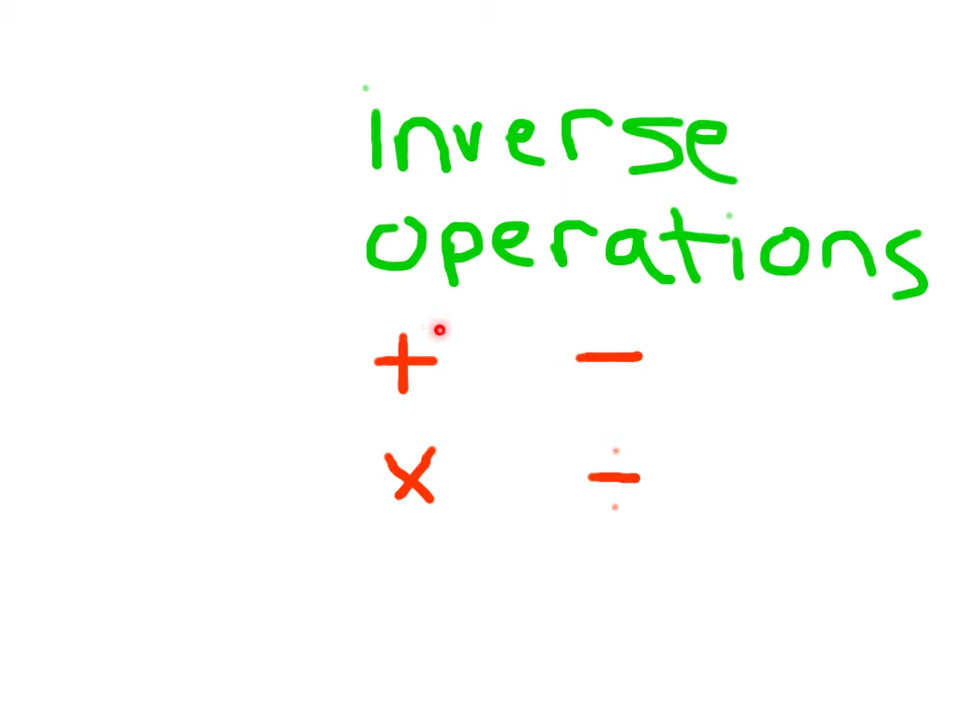 inverse
operations
+ −
× ÷